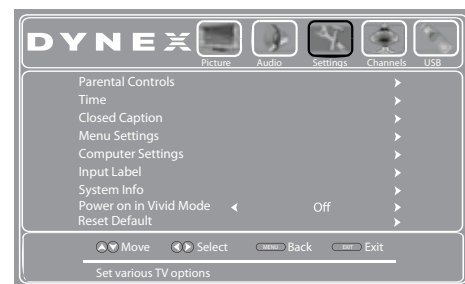 DYNEX
Picture Audio Settings Channels USB
Parental Controls
Time
Closed Caption
Menu Settings
Computer Settings
Input Label
System Info
Power on in Vivid Mode Off
Reset Default
Move Select MENU Back EXIT Exit
Set various TV options